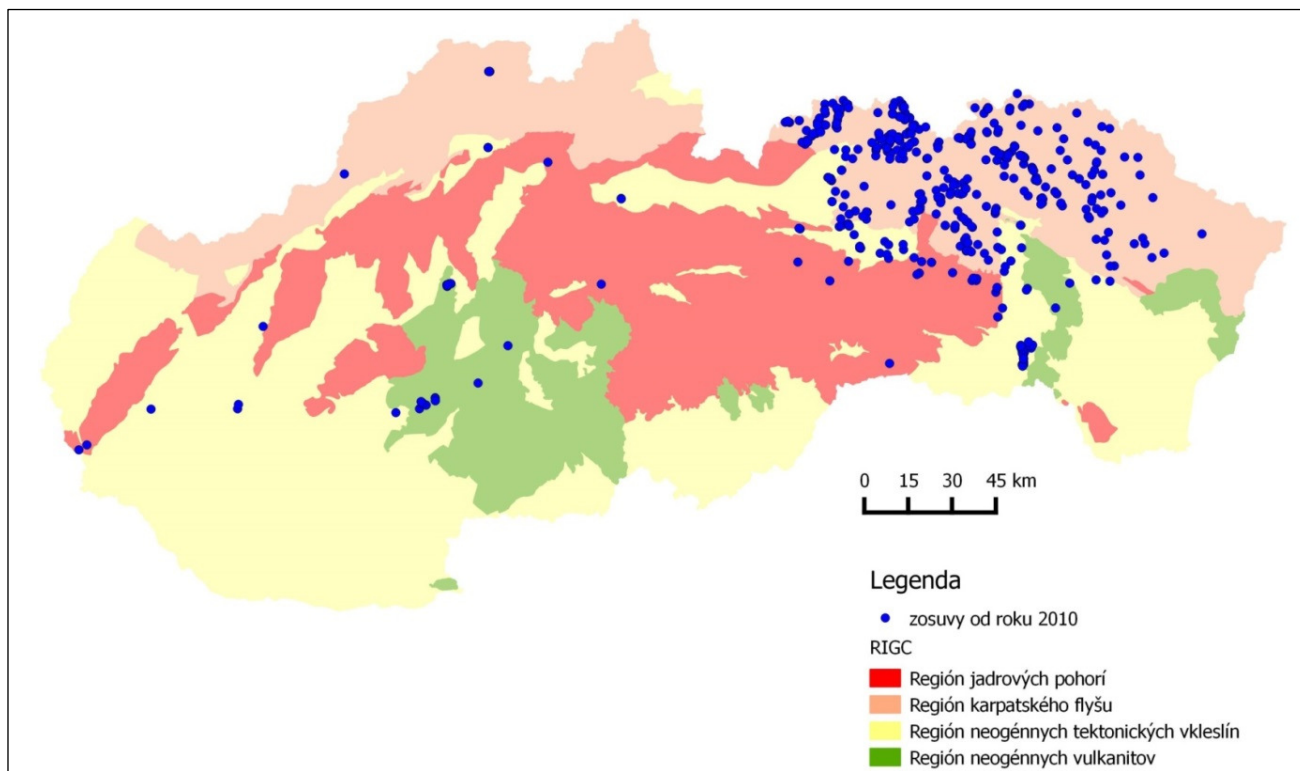 0 15 30 45 km
Legenda
zosuvy od roku 2010
RIGC
Región jadrových pohorí
Región karpatského flyšu
Región neogénnych tektonických vkleslín
Región neogénnych vulkanitov